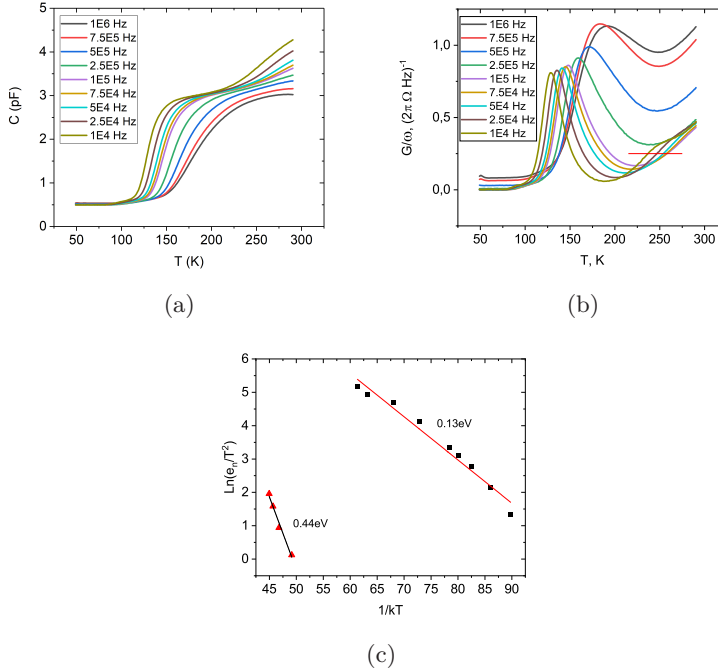 6
5
4
3
2
1
0
C (pF)
1E6 Hz
7.5E5 Hz
5E5 Hz
2.5E5 Hz
1E5 Hz
7.5E4 Hz
5E4 Hz
2.5E4 Hz
1E4 Hz
0 50 100 150 200 250 300
T (K)
(a)
1,0
0,5
0,0
G/ω, (2π Ω Hz)⁻¹
1E6 Hz
7.5E5 Hz
5E5 Hz
2.5E5 Hz
1E5 Hz
7.5E4 Hz
5E4 Hz
2.5E4 Hz
1E4 Hz
50 100 150 200 250 300
T, K
(b)
6
5
4
3
2
1
0
Ln(eₙ/T²)
0.13eV
0.44eV
45 50 55 60 65 70 75 80 85 90
1/kT
(c)